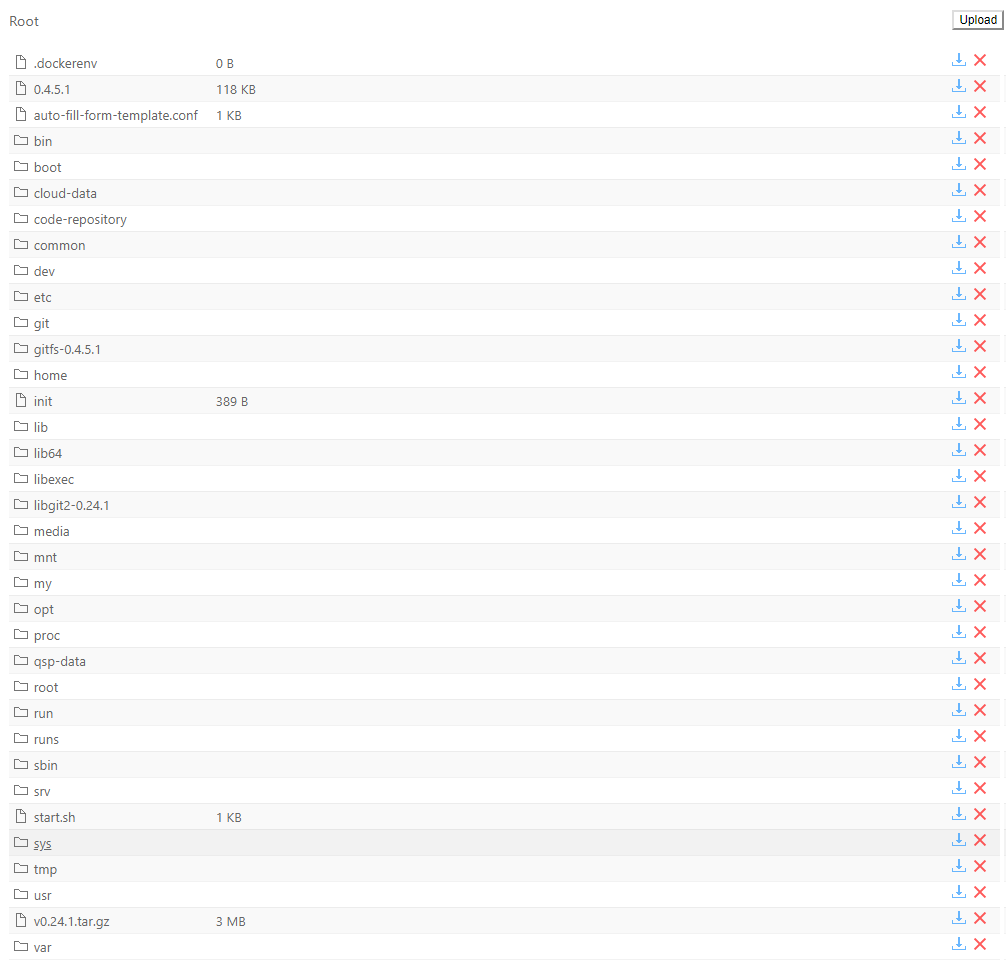 Root Upload
.dockerenv 0 B
0.4.5.1 118 KB
auto-fill-form-template.conf 1 KB
bin
boot
cloud-data
code-repository
common
dev
etc
git
gitfs-0.4.5.1
home
init 389 B
lib
lib64
libexec
libgit2-0.24.1
media
mnt
my
opt
proc
qsp-data
root
run
runs
sbin
srv
start.sh 1 KB
sys
tmp
usr
v0.24.1.tar.gz 3 MB
var